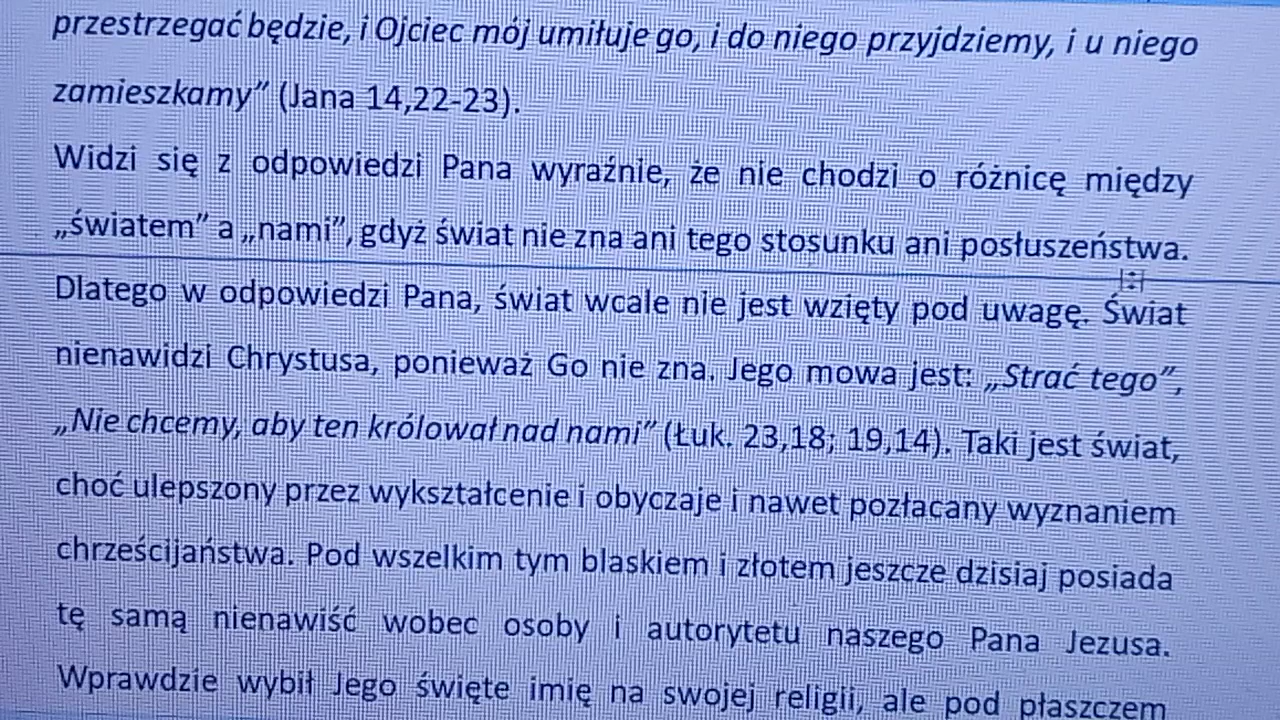 przestrzegać będzie, i Ojciec mój umiłuje go, i do niego przyjdziemy, i u niego
zamieszkamy” (Jana 14,22-23).
Widzi się z odpowiedzi Pana wyraźnie, że nie chodzi o różnicę między
„światem” a „nami”, gdyż świat nie zna ani tego stosunku ani posłuszeństwa.
Dlatego w odpowiedzi Pana, świat wcale nie jest wzięty pod uwagę. Świat
nienawidzi Chrystusa, ponieważ Go nie zna. Jego mowa jest: „Strać tego”,
„Nie chcemy, aby ten królował nad nami” (Łuk. 23,18; 19,14). Taki jest świat,
choć ulepszony przez wykształcenie i obyczaje i nawet pozłacany wyznaniem
chrześcijaństwa. Pod wszelkim tym blaskiem i złotem jeszcze dzisiaj posiada
tę samą nienawiść wobec osoby i autorytetu naszego Pana Jezusa.
Wprawdzie wybił Jego święte imię na swojej religii, ale pod płaszczem